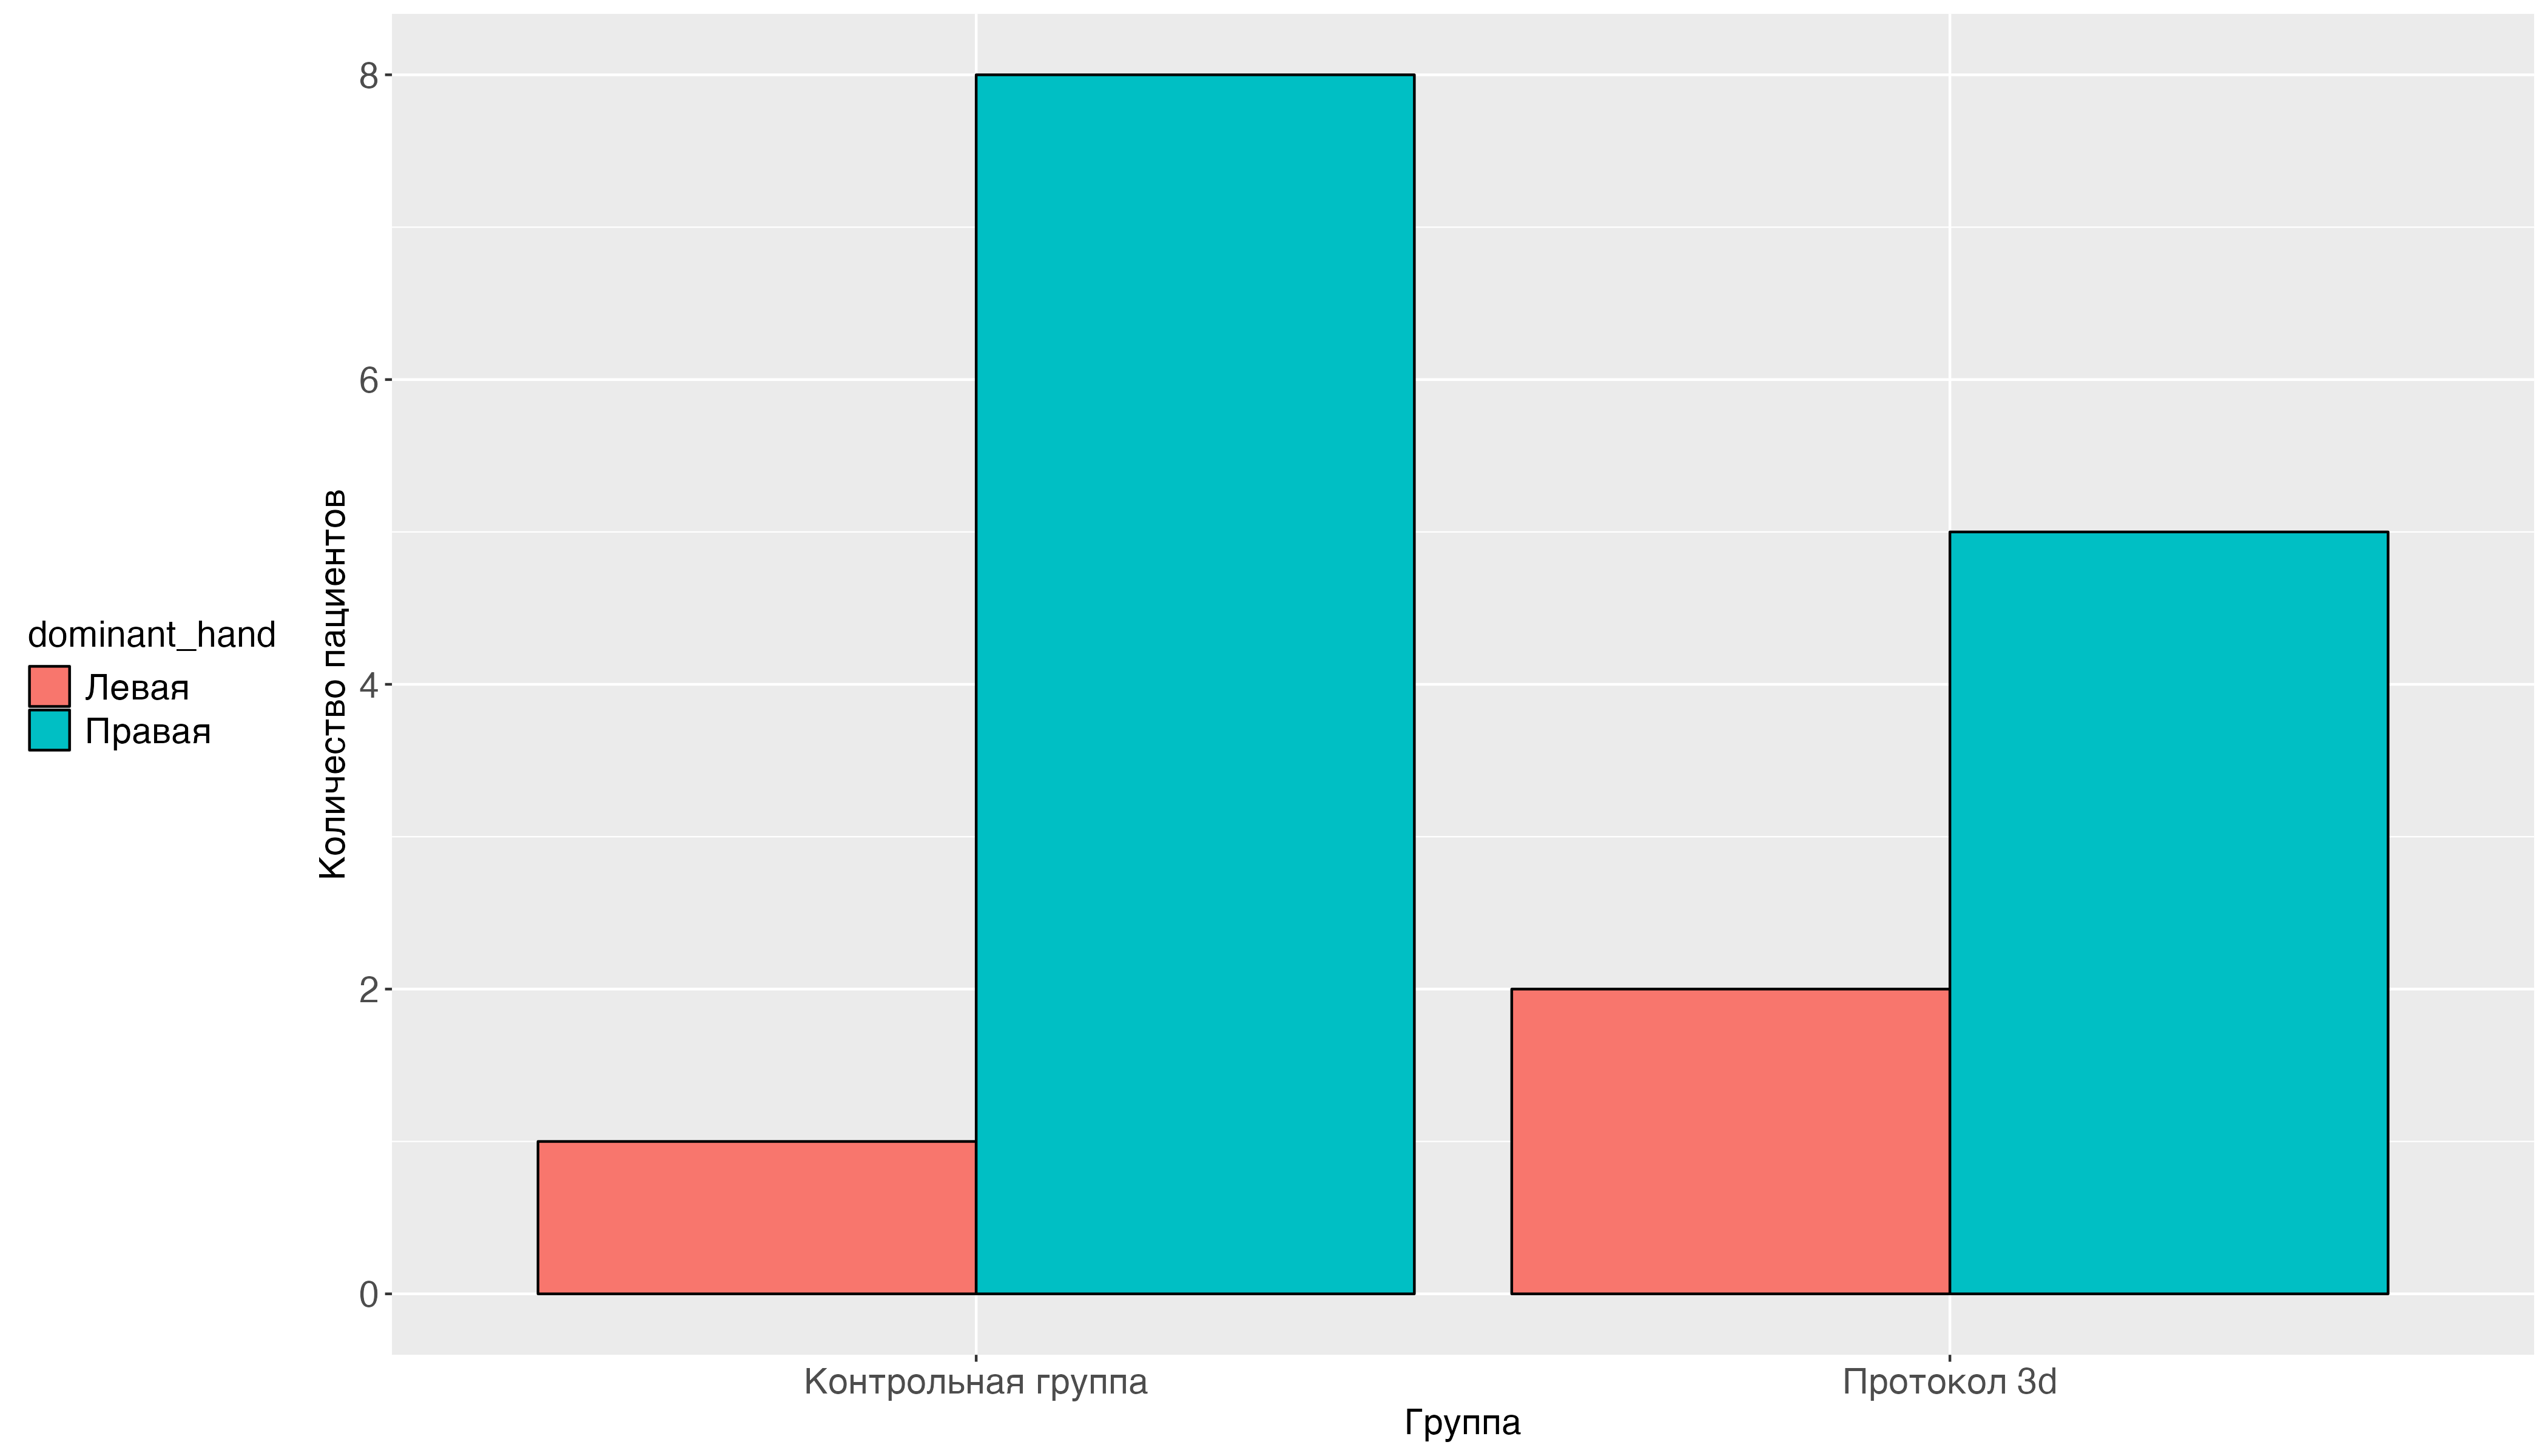 dominant_hand
Левая
Правая
Количество пациентов
8
6
4
2
0
Контрольная группа
Протокол 3d
Группа